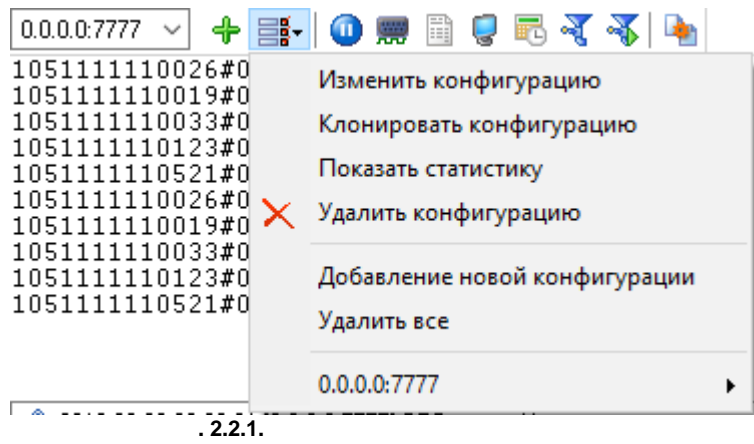 0.0.0.0:7777
1051111110026#0
1051111110019#0
1051111110033#0
1051111110123#0
1051111110521#0
1051111110026#0
1051111110019#0
1051111110033#0
1051111110123#0
1051111110521#0
Изменить конфигурацию
Клонировать конфигурацию
Показать статистику
Удалить конфигурацию
Добавление новой конфигурации
Удалить все
0.0.0.0:7777
. 2.2.1.